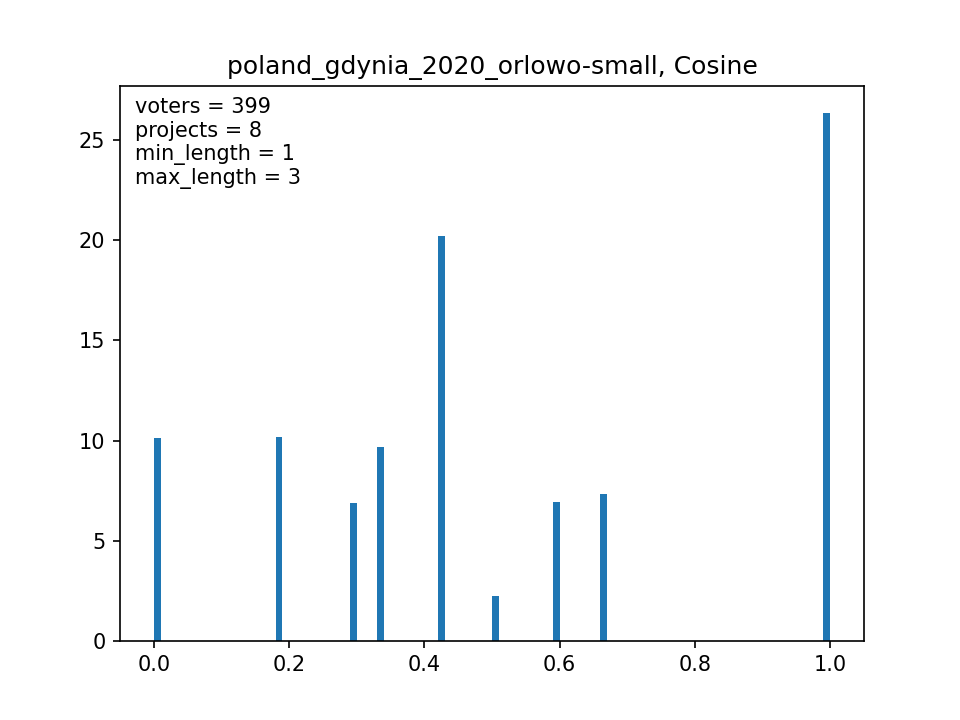 poland_gdynia_2020_orlowo-small, Cosine
voters = 399
projects = 8
min_length = 1
max_length = 3
25
20
15
10
5
0
0.0 0.2 0.4 0.6 0.8 1.0